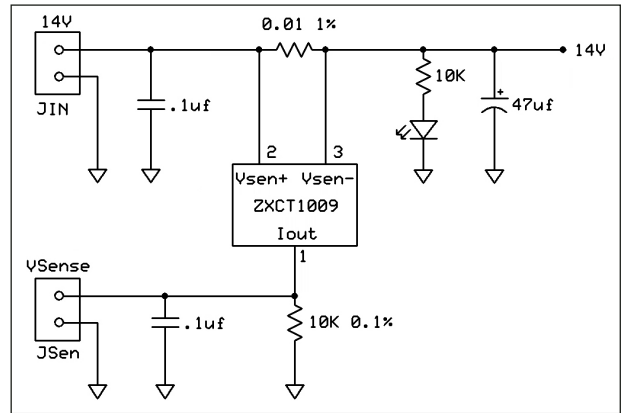 14V
0.01 1%
14V
JIN
.1uf
10K
+
47uf
2
3
Vsen+ Vsen-
ZXCT1009
Iout
1
VSense
JSen
.1uf
10K 0.1%